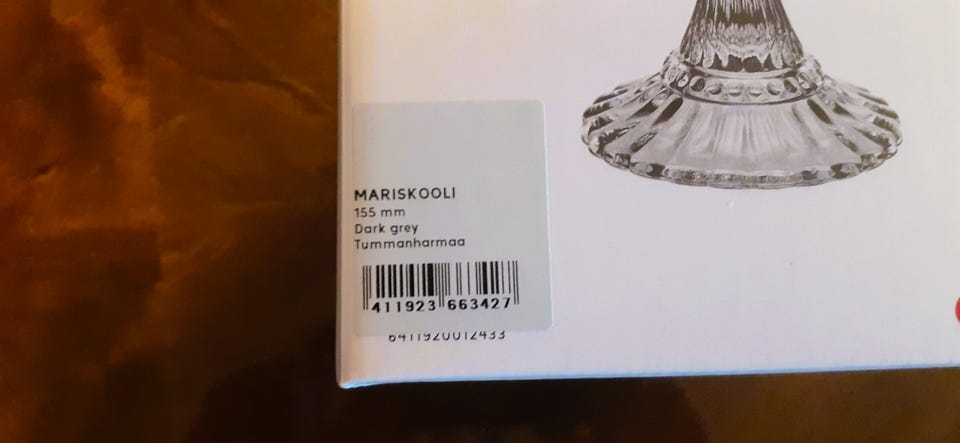 MARISKOOLI
155 mm
Dark grey
Tummanharmaa
411923 663427
6411920012433